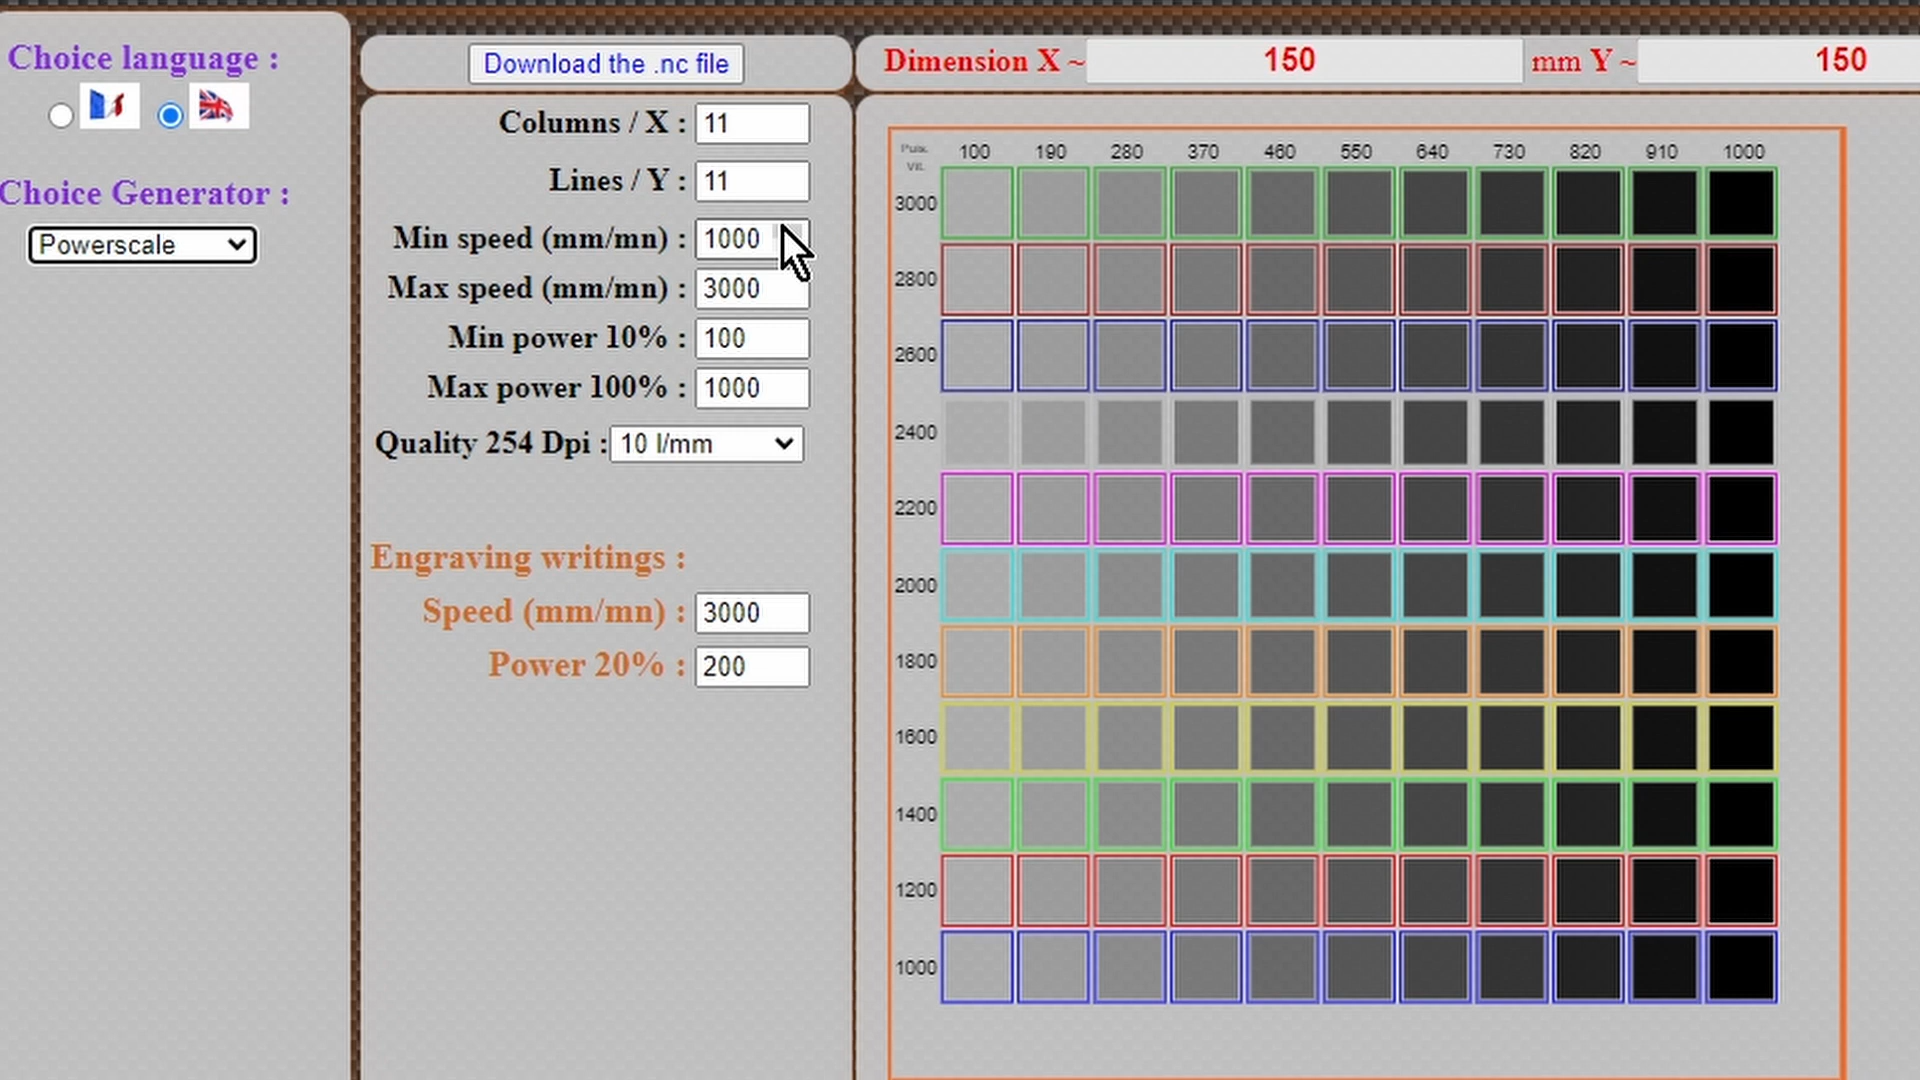 Choice language :
Choice Generator :
Powerscale
Download the .nc file
Columns / X : 11
Lines / Y : 11
Min speed (mm/mn) : 1000
Max speed (mm/mn) : 3000
Min power 10% : 100
Max power 100% : 1000
Quality 254 Dpi : 10 l/mm
Engraving writings :
Speed (mm/mn) : 3000
Power 20% : 200
Dimension X ~ 150 mm Y ~ 150
Puis. 100 190 280 370 460 550 640 730 820 910 1000
Vit.
3000
2800
2600
2400
2200
2000
1800
1600
1400
1200
1000